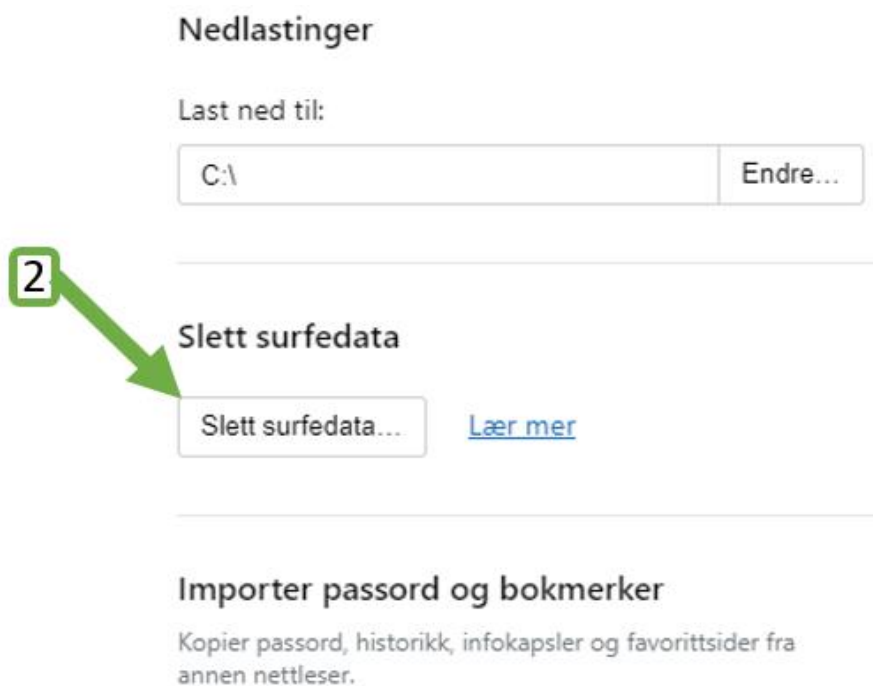 Nedlastinger
Last ned til:
C:\
Endre...
2
Slett surfedata
Slett surfedata...
Lær mer
Importer passord og bokmerker
Kopier passord, historikk, infokapsler og favorittsider fra
annen nettleser.